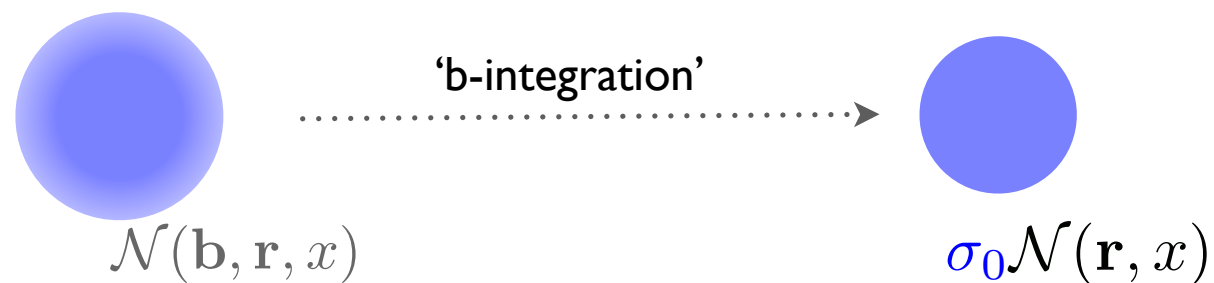 ‘b-integration’
𝒩(𝐛, 𝐫, 𝑥)
σ₀𝒩(𝐫, 𝑥)